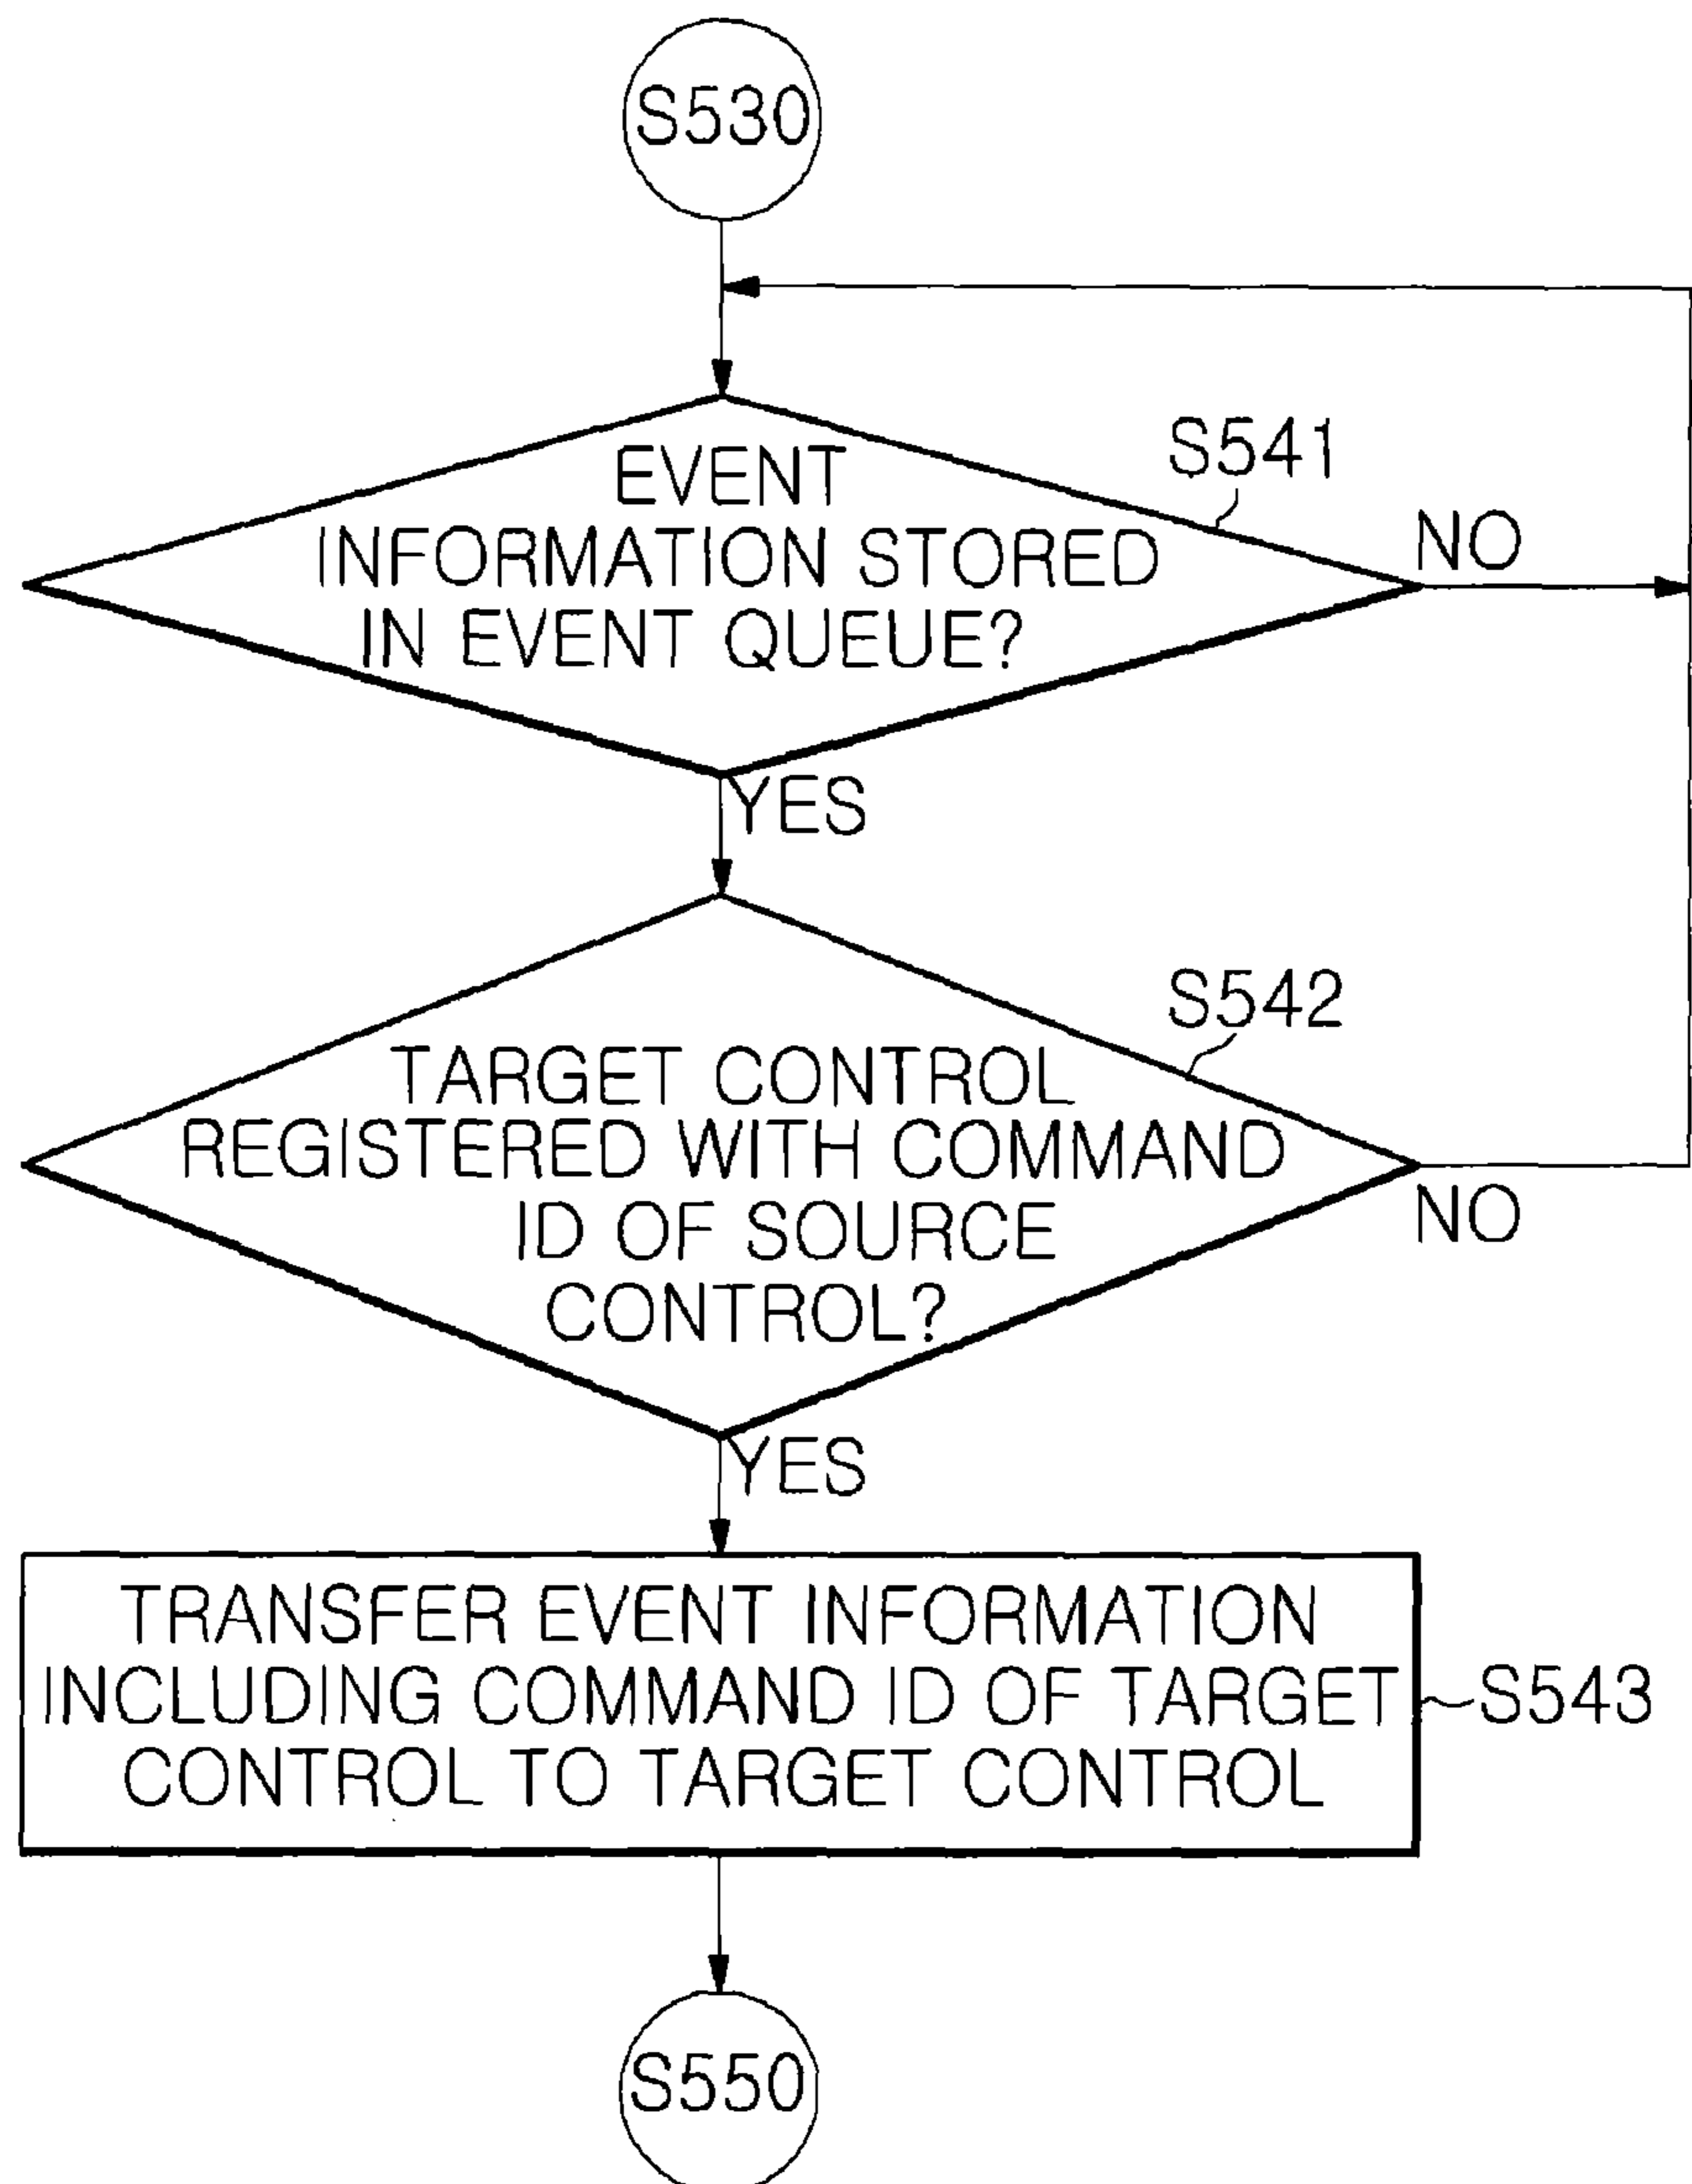 S530
S541
EVENT
INFORMATION STORED
IN EVENT QUEUE?
NO
YES
S542
TARGET CONTROL
REGISTERED WITH COMMAND
ID OF SOURCE
CONTROL?
NO
YES
TRANSFER EVENT INFORMATION
INCLUDING COMMAND ID OF TARGET
CONTROL TO TARGET CONTROL
S543
S550